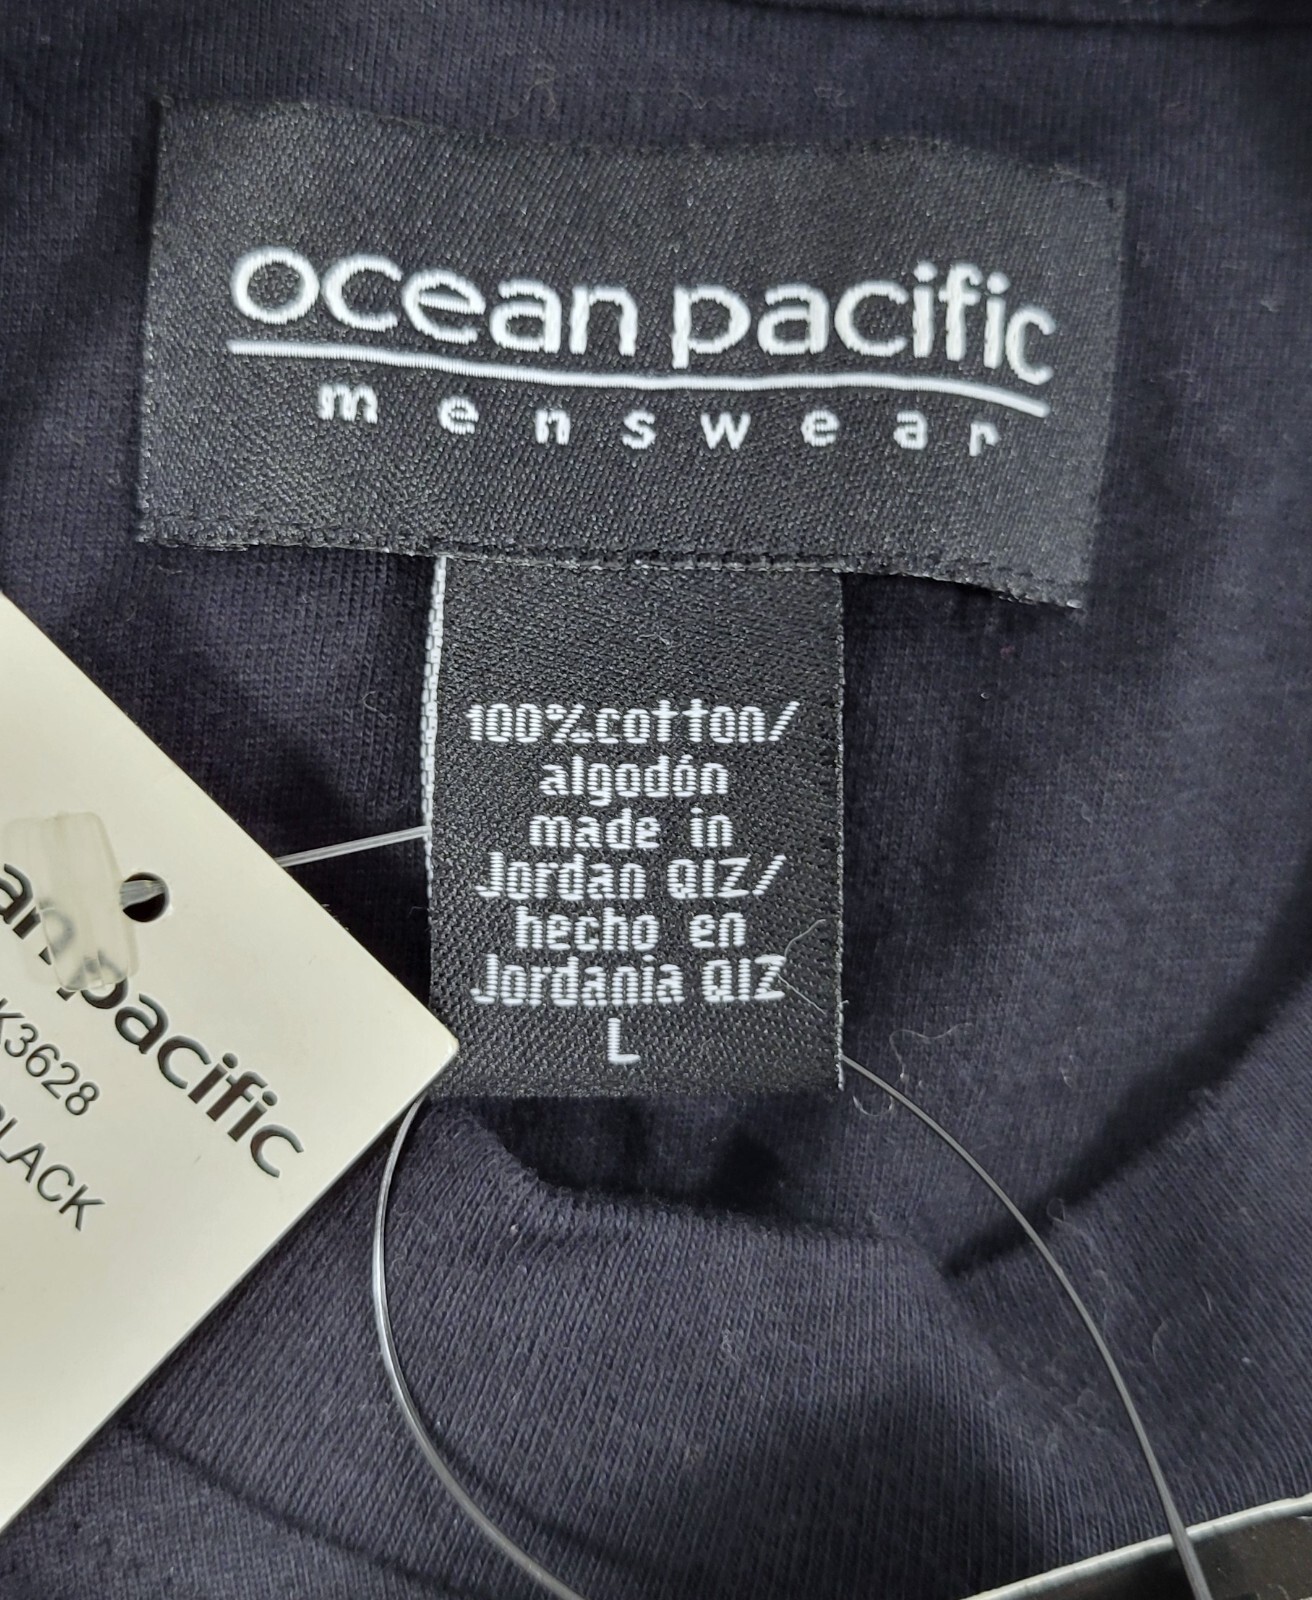 ocean pacific
menswear
100% cotton/
algodón
made in
Jordan QIZ/
hecho en
Jordania QIZ
L
pacific
K3628
BLACK